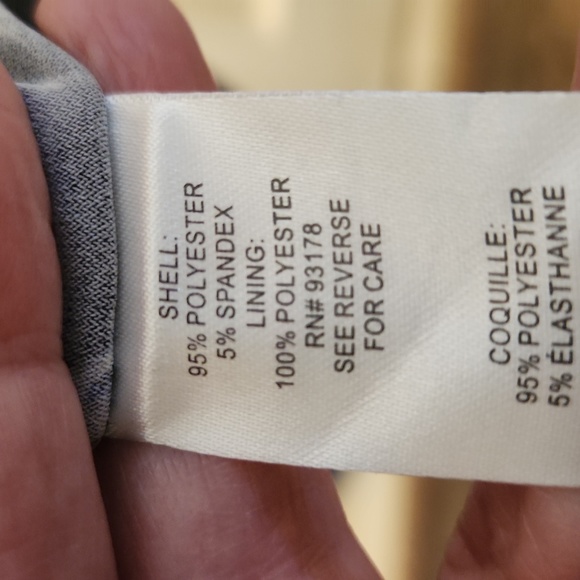 SHELL:
95% POLYESTER
5% SPANDEX
LINING:
100% POLYESTER
RN# 93178
SEE REVERSE
FOR CARE
COQUILLE:
95% POLYESTER
5% ÉLASTHANNE